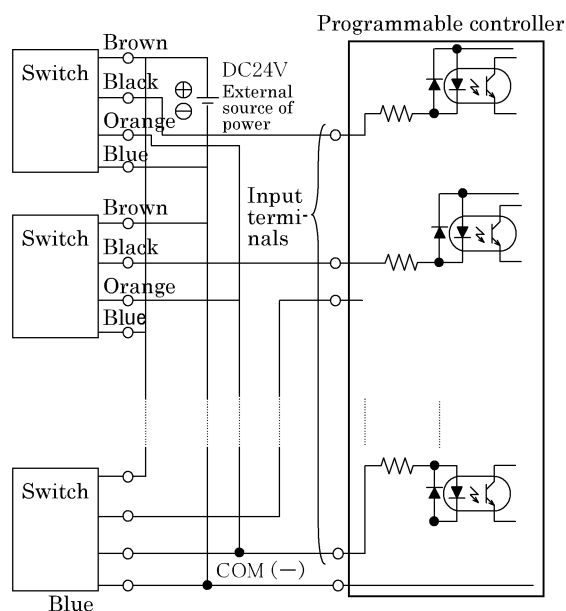 Programmable controller
Brown
Switch
Black
Orange
Blue
DC24V
⊕
⊖
External
source of
power
Input
termi-
nals
Brown
Switch
Black
Orange
Blue
Switch
COM (−)
Blue